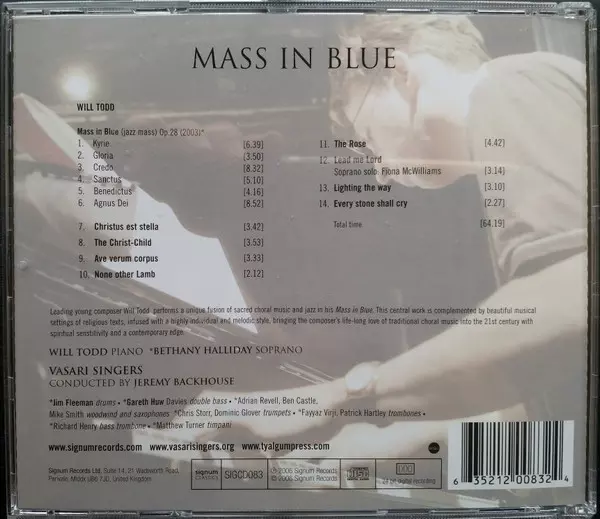 MASS IN BLUE
WILL TODD
Mass in Blue (jazz mass) Op.28 (2003)*
1. Kyrie [6.39]
2. Gloria [3.50]
3. Credo [8.32]
4. Sanctus [5.10]
5. Benedictus [4.16]
6. Agnus Dei [6.52]
7. Christus est stella [3.42]
8. The Christ-Child [3.53]
9. Ave verum corpus [3.33]
10. None other Lamb [2.12]
11. The Rose [4.42]
12. Lead me Lord
Soprano solo: Fiona McWilliams [3.14]
13. Lighting the way [3.10]
14. Every stone shall cry [2.27]
Total time [64.19]
Leading young composer Will Todd performs a unique fusion of sacred choral music and jazz in his Mass in Blue. This central work is complemented by beautiful musical
settings of religious texts, infused with a highly individual and melodic style, bringing the composer's life-long love of traditional choral music into the 21st century with
spiritual sensitivity and a contemporary edge.
WILL TODD PIANO *BETHANY HALLIDAY SOPRANO
VASARI SINGERS
CONDUCTED BY JEREMY BACKHOUSE
*Jim Fleeman drums • *Gareth Huw Davies double bass • *Adrian Revell, Ben Castle,
Mike Smith woodwind and saxophones • *Chris Storr, Dominic Glover trumpets • *Fayyaz Virji, Patrick Hartley trombones •
*Richard Henry bass trombone • *Matthew Turner timpani
www.signumrecords.com www.vasarisingers.org www.tyalgumpress.com
Signum Records Ltd, Suite 14, 21 Wadsworth Road,
Perivale, Middx UB6 7JD, United Kingdom
signum
CLASSICS
SIGCD083
℗ 2006 Signum Records
© 2006 Signum Records
DDD
24 bit digital recording
6 35212 00832 4